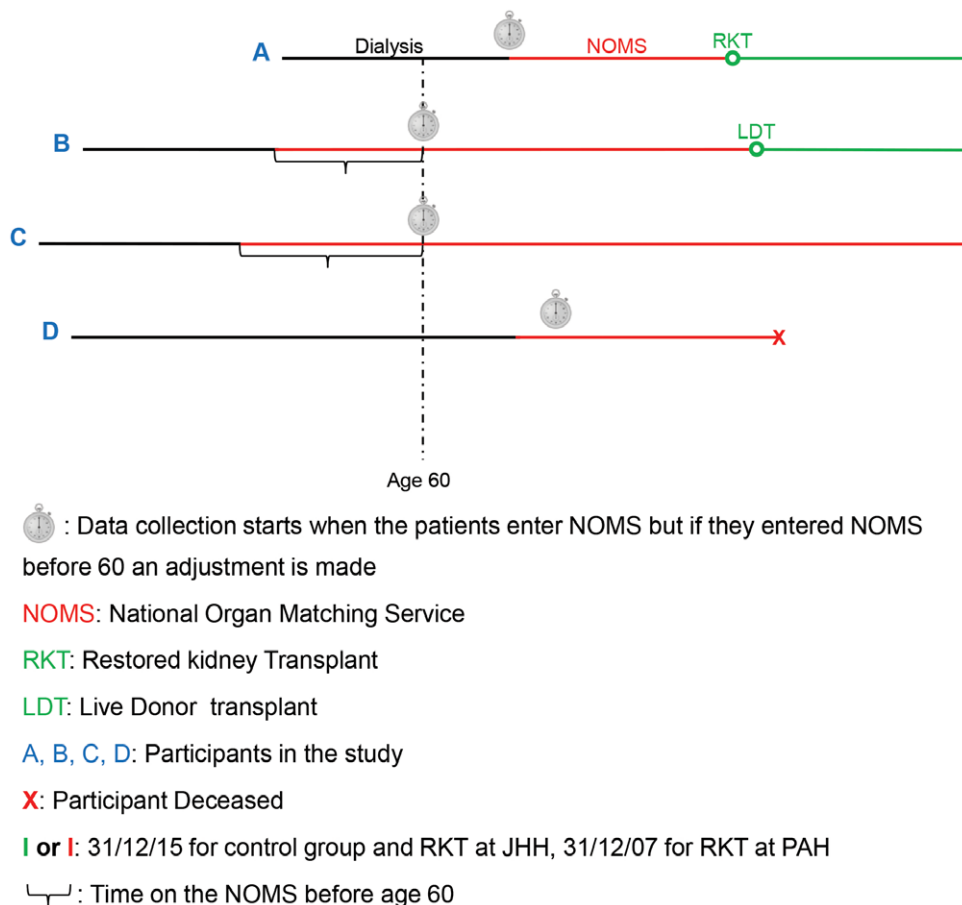 A Dialysis NOMS RKT
B LDT
C
D X
Age 60
: Data collection starts when the patients enter NOMS but if they entered NOMS
before 60 an adjustment is made
NOMS: National Organ Matching Service
RKT: Restored kidney Transplant
LDT: Live Donor transplant
A, B, C, D: Participants in the study
X: Participant Deceased
I or I: 31/12/15 for control group and RKT at JHH, 31/12/07 for RKT at PAH
: Time on the NOMS before age 60